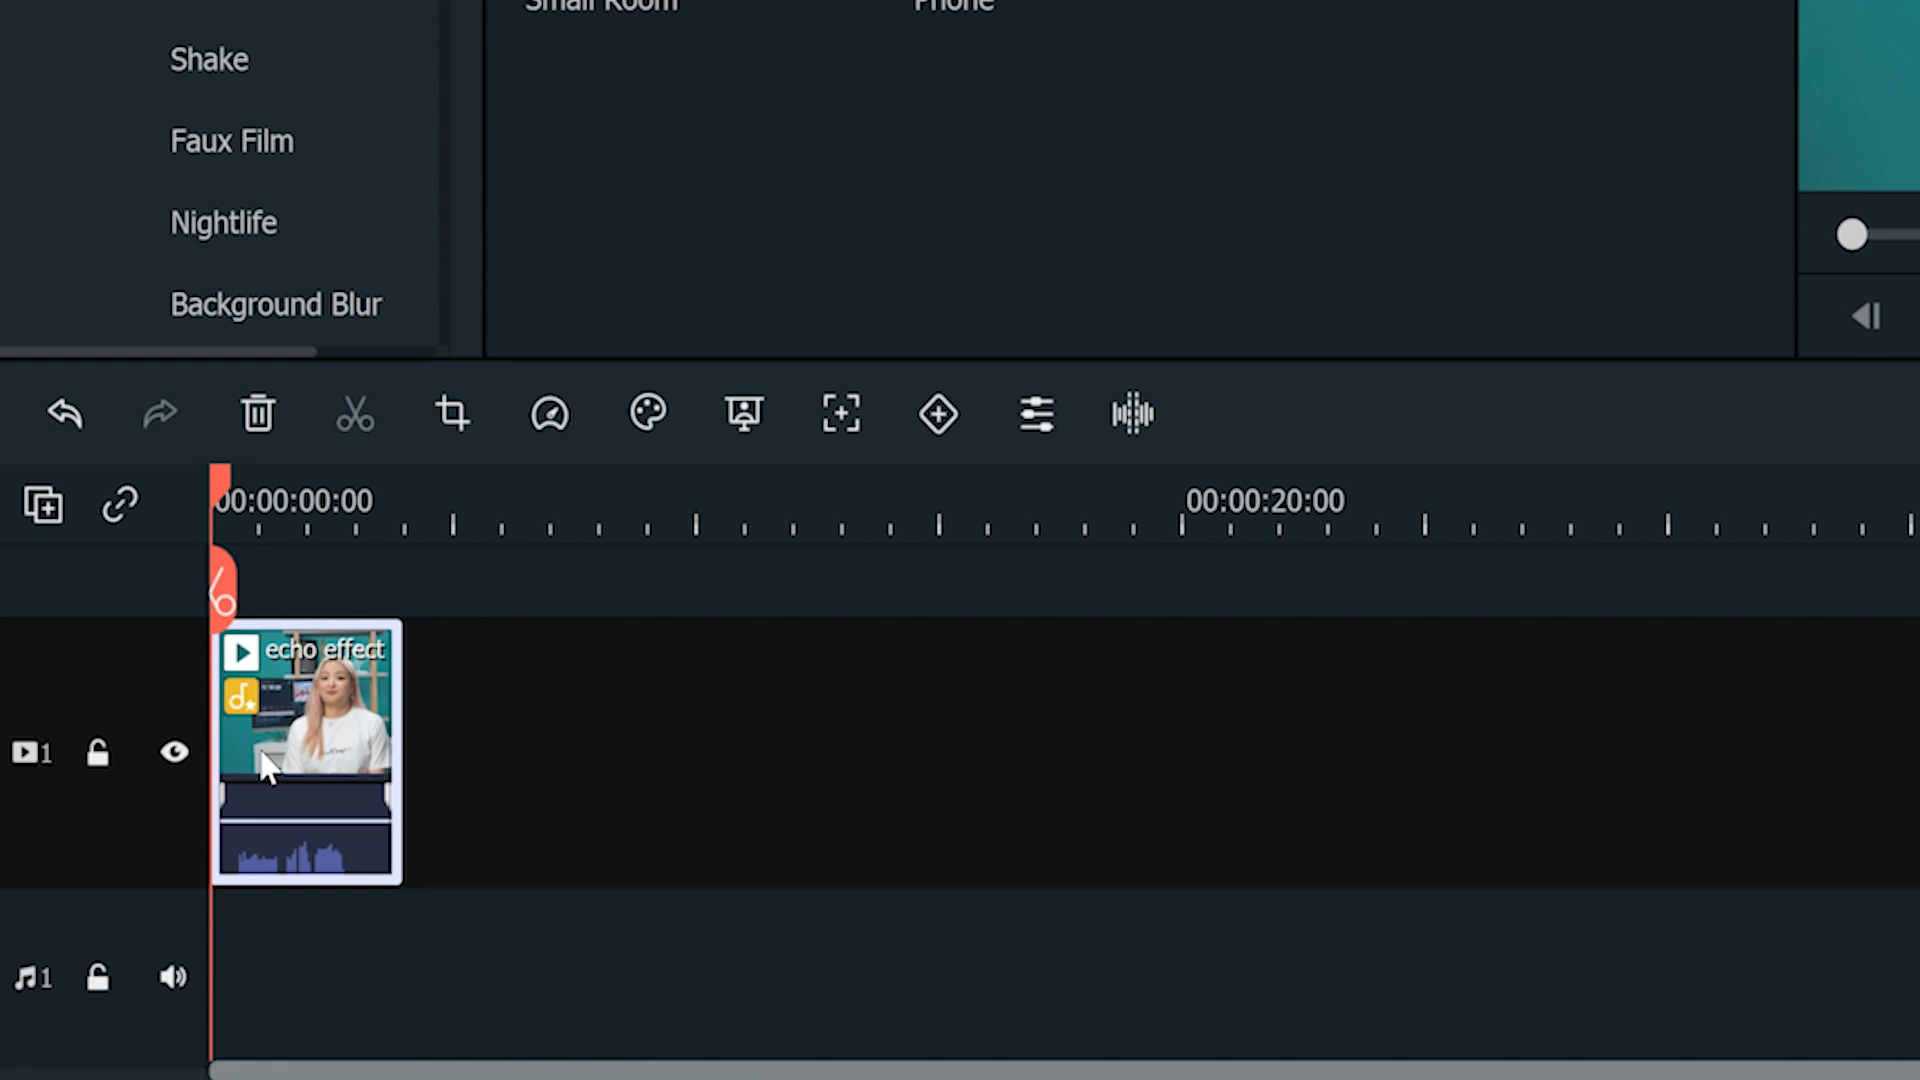 Small Room
Phone
Shake
Faux Film
Nightlife
Background Blur
00:00:00:00
00:00:20:00
echo effect
1
1